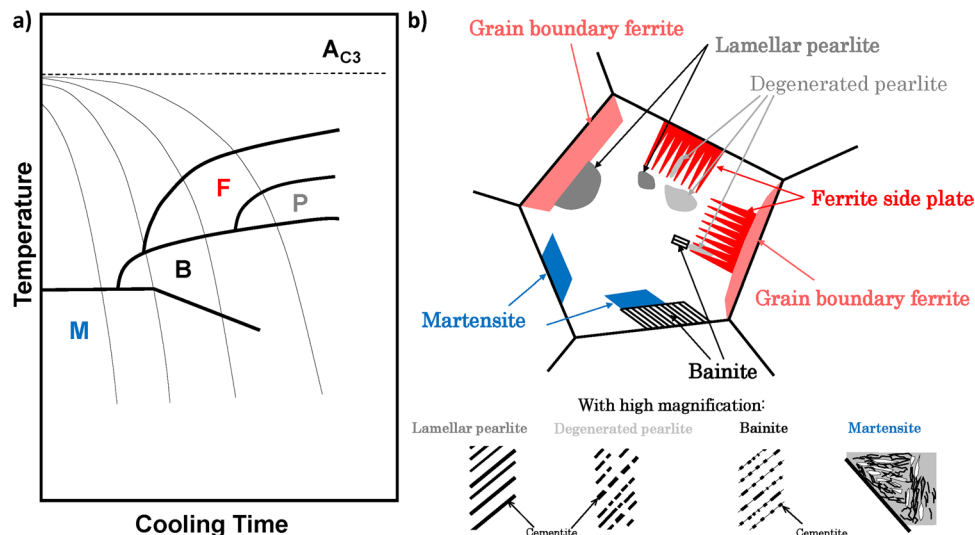 a)
A_C3
Temperature
F
P
B
M
Cooling Time
b)
Grain boundary ferrite
Lamellar pearlite
Degenerated pearlite
Ferrite side plate
Grain boundary ferrite
Martensite
Bainite
With high magnification:
Lamellar pearlite
Degenerated pearlite
Bainite
Martensite
Cementite
Cementite